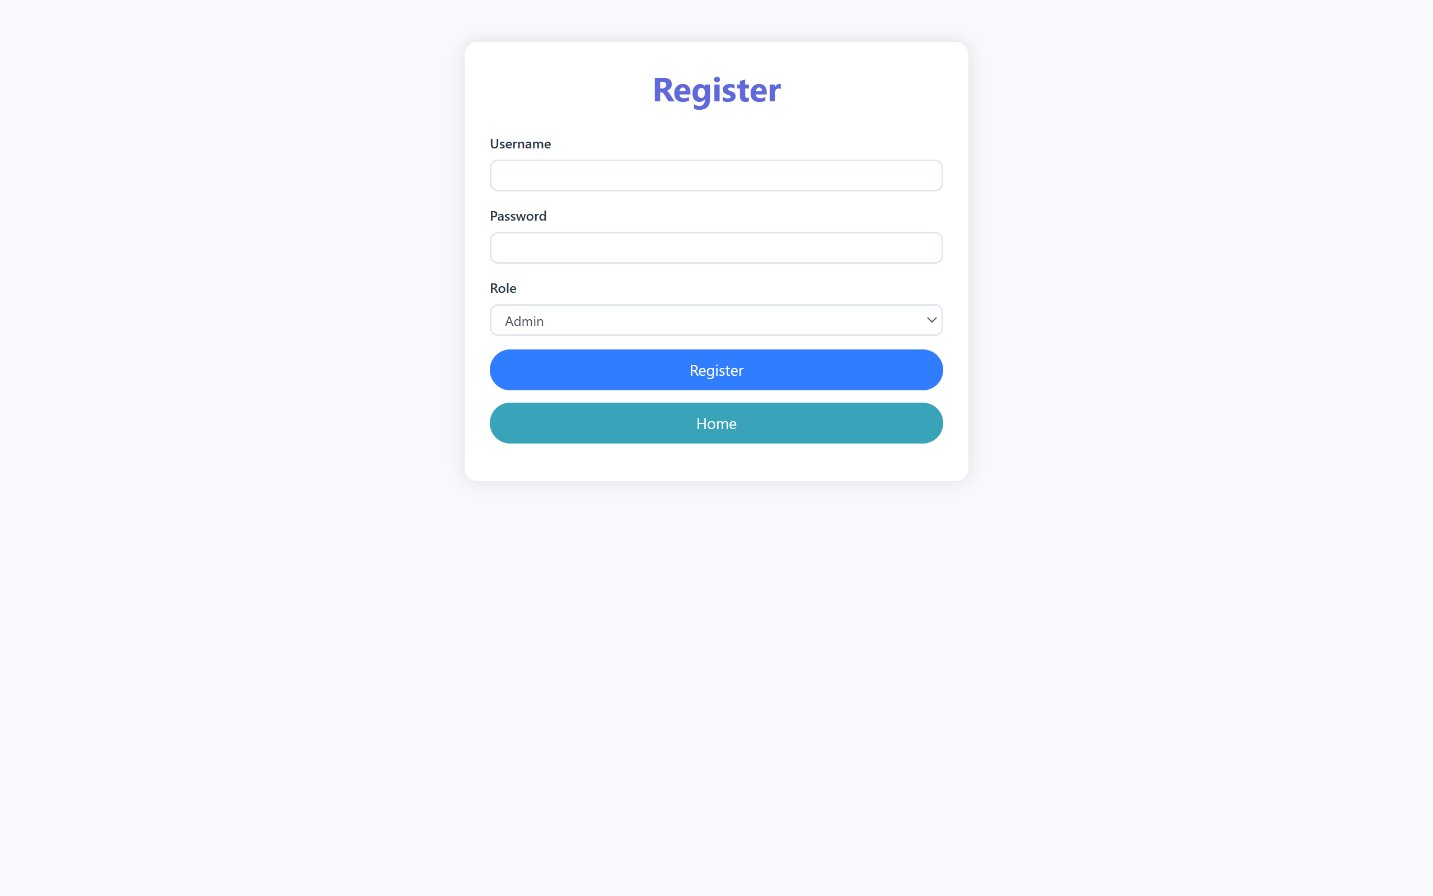 Register
Username
Password
Role
Admin
Register
Home